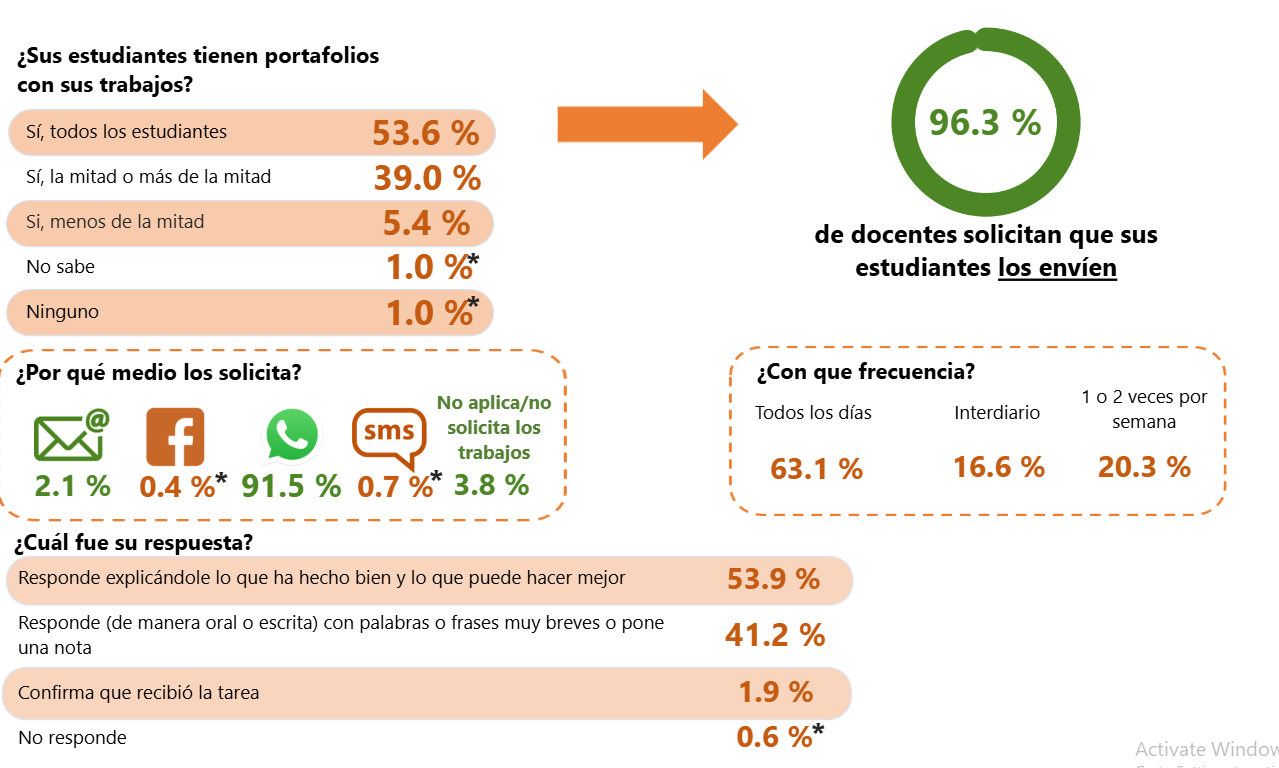 ¿Sus estudiantes tienen portafolios
con sus trabajos?
Sí, todos los estudiantes 53.6 %
Sí, la mitad o más de la mitad 39.0 %
Si, menos de la mitad 5.4 %
No sabe 1.0 %*
Ninguno 1.0 %*
96.3 %
de docentes solicitan que sus
estudiantes los envíen
¿Por qué medio los solicita?
@
f
sms
No aplica/no
solicita los
trabajos
2.1 % 0.4 %* 91.5 % 0.7 %* 3.8 %
¿Con que frecuencia?
Todos los días Interdiario 1 o 2 veces por
semana
63.1 % 16.6 % 20.3 %
¿Cuál fue su respuesta?
Responde explicándole lo que ha hecho bien y lo que puede hacer mejor 53.9 %
Responde (de manera oral o escrita) con palabras o frases muy breves o pone
una nota 41.2 %
Confirma que recibió la tarea 1.9 %
No responde 0.6 %*
Activate Window